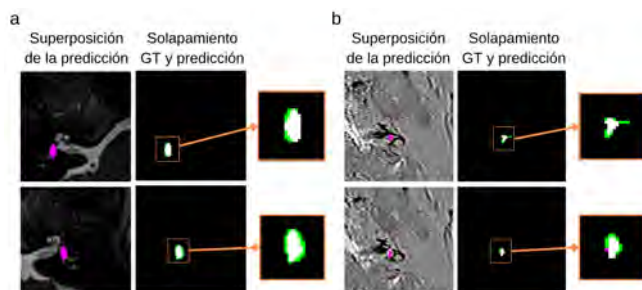 a
Superposición
de la predicción
Solapamiento
GT y predicción
b
Superposición
de la predicción
Solapamiento
GT y predicción